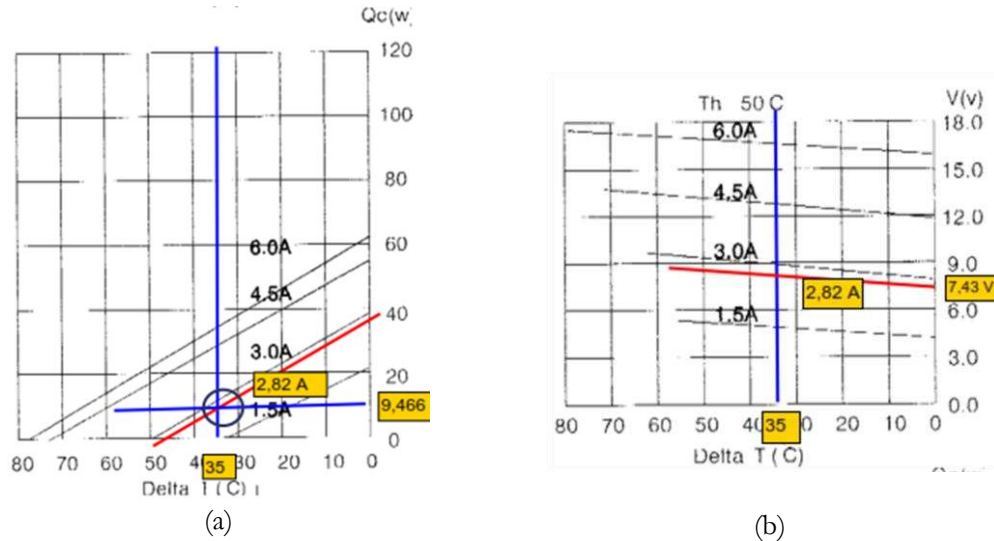 Qc(w)
120
100
80
60
40
20
0
6.0A
4.5A
3.0A
2,82 A
1.5A
9,466
80 70 60 50 40 35 30 20 10 0
Delta T (C)
(a)
Th 50 C
V(v)
18.0
15.0
12.0
9.0
7,43 V
6.0
3.0
0.0
6.0A
4.5A
3.0A
2,82 A
1.5A
80 70 60 50 40 35 30 20 10 0
Delta T ( C)
(b)